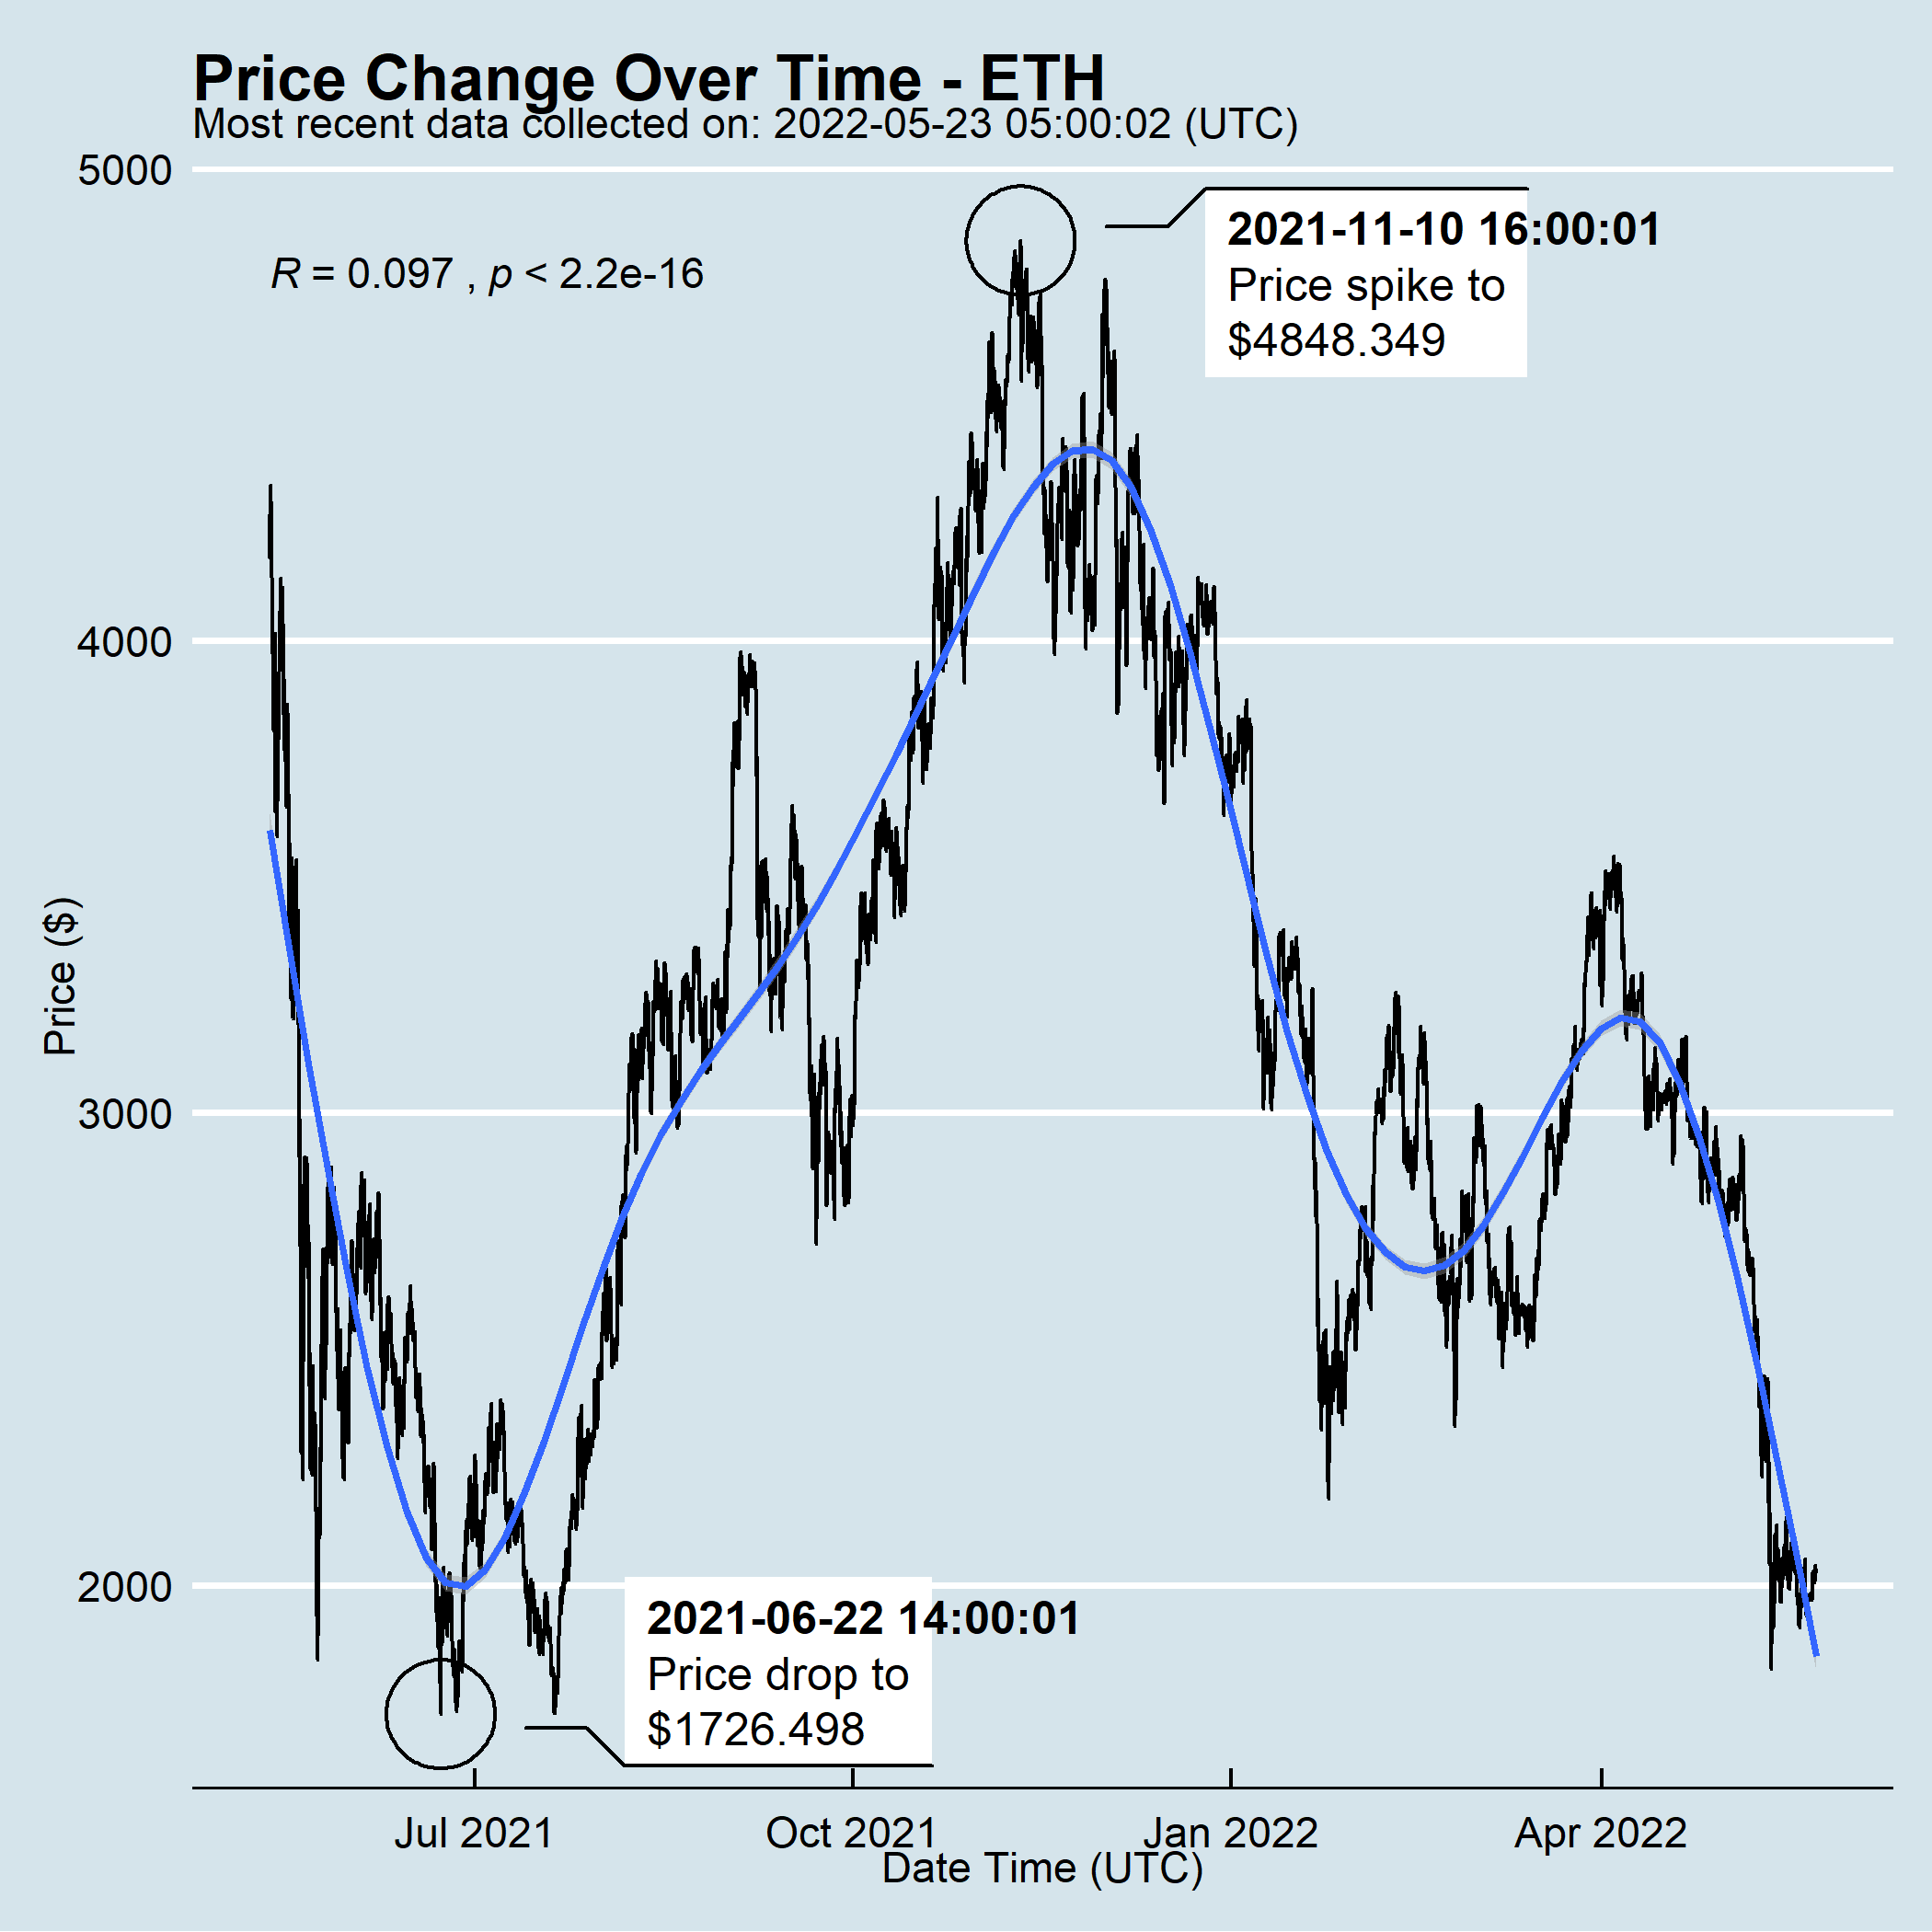 Price Change Over Time - ETH
Most recent data collected on: 2022-05-23 05:00:02 (UTC)
5000
2021-11-10 16:00:01
Price spike to
$4848.349
R = 0.097 , p < 2.2e-16
4000
Price ($)
3000
2000
2021-06-22 14:00:01
Price drop to
$1726.498
Jul 2021
Oct 2021
Jan 2022
Apr 2022
Date Time (UTC)